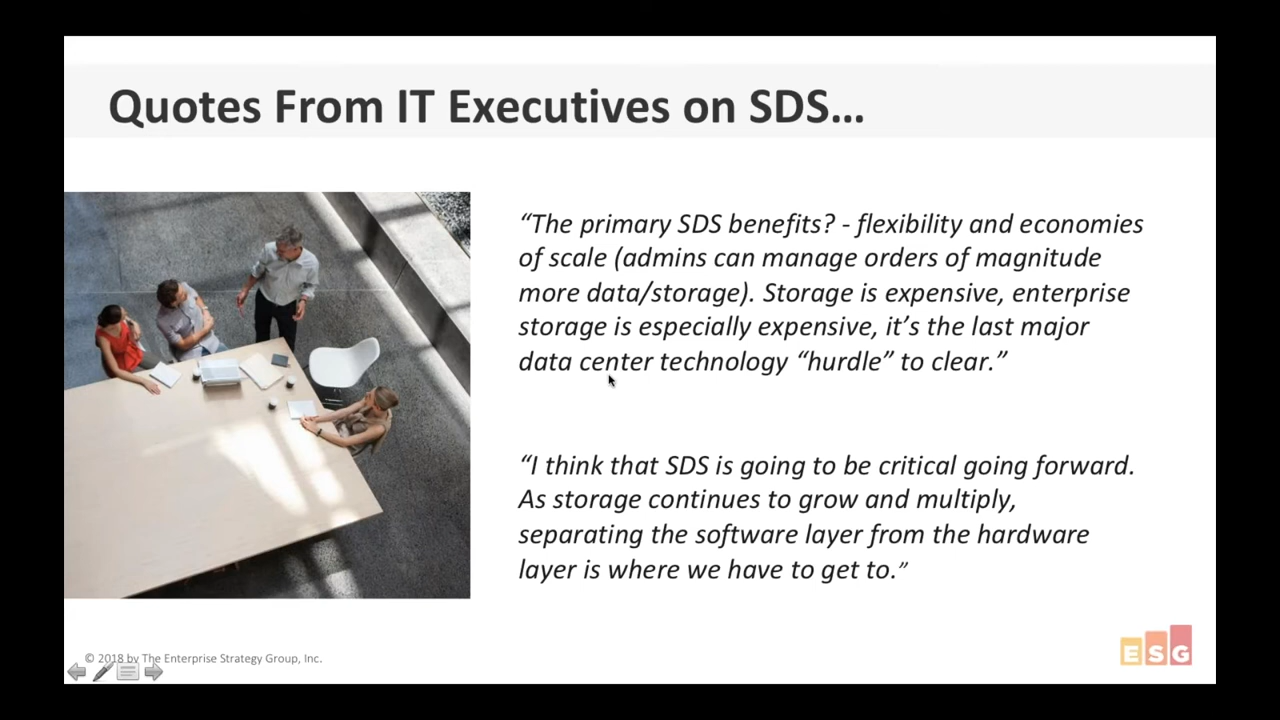 Quotes From IT Executives on SDS…
“The primary SDS benefits? - flexibility and economies
of scale (admins can manage orders of magnitude
more data/storage). Storage is expensive, enterprise
storage is especially expensive, it’s the last major
data center technology “hurdle” to clear.”
“I think that SDS is going to be critical going forward.
As storage continues to grow and multiply,
separating the software layer from the hardware
layer is where we have to get to.”
© 2018 by The Enterprise Strategy Group, Inc.
ESG